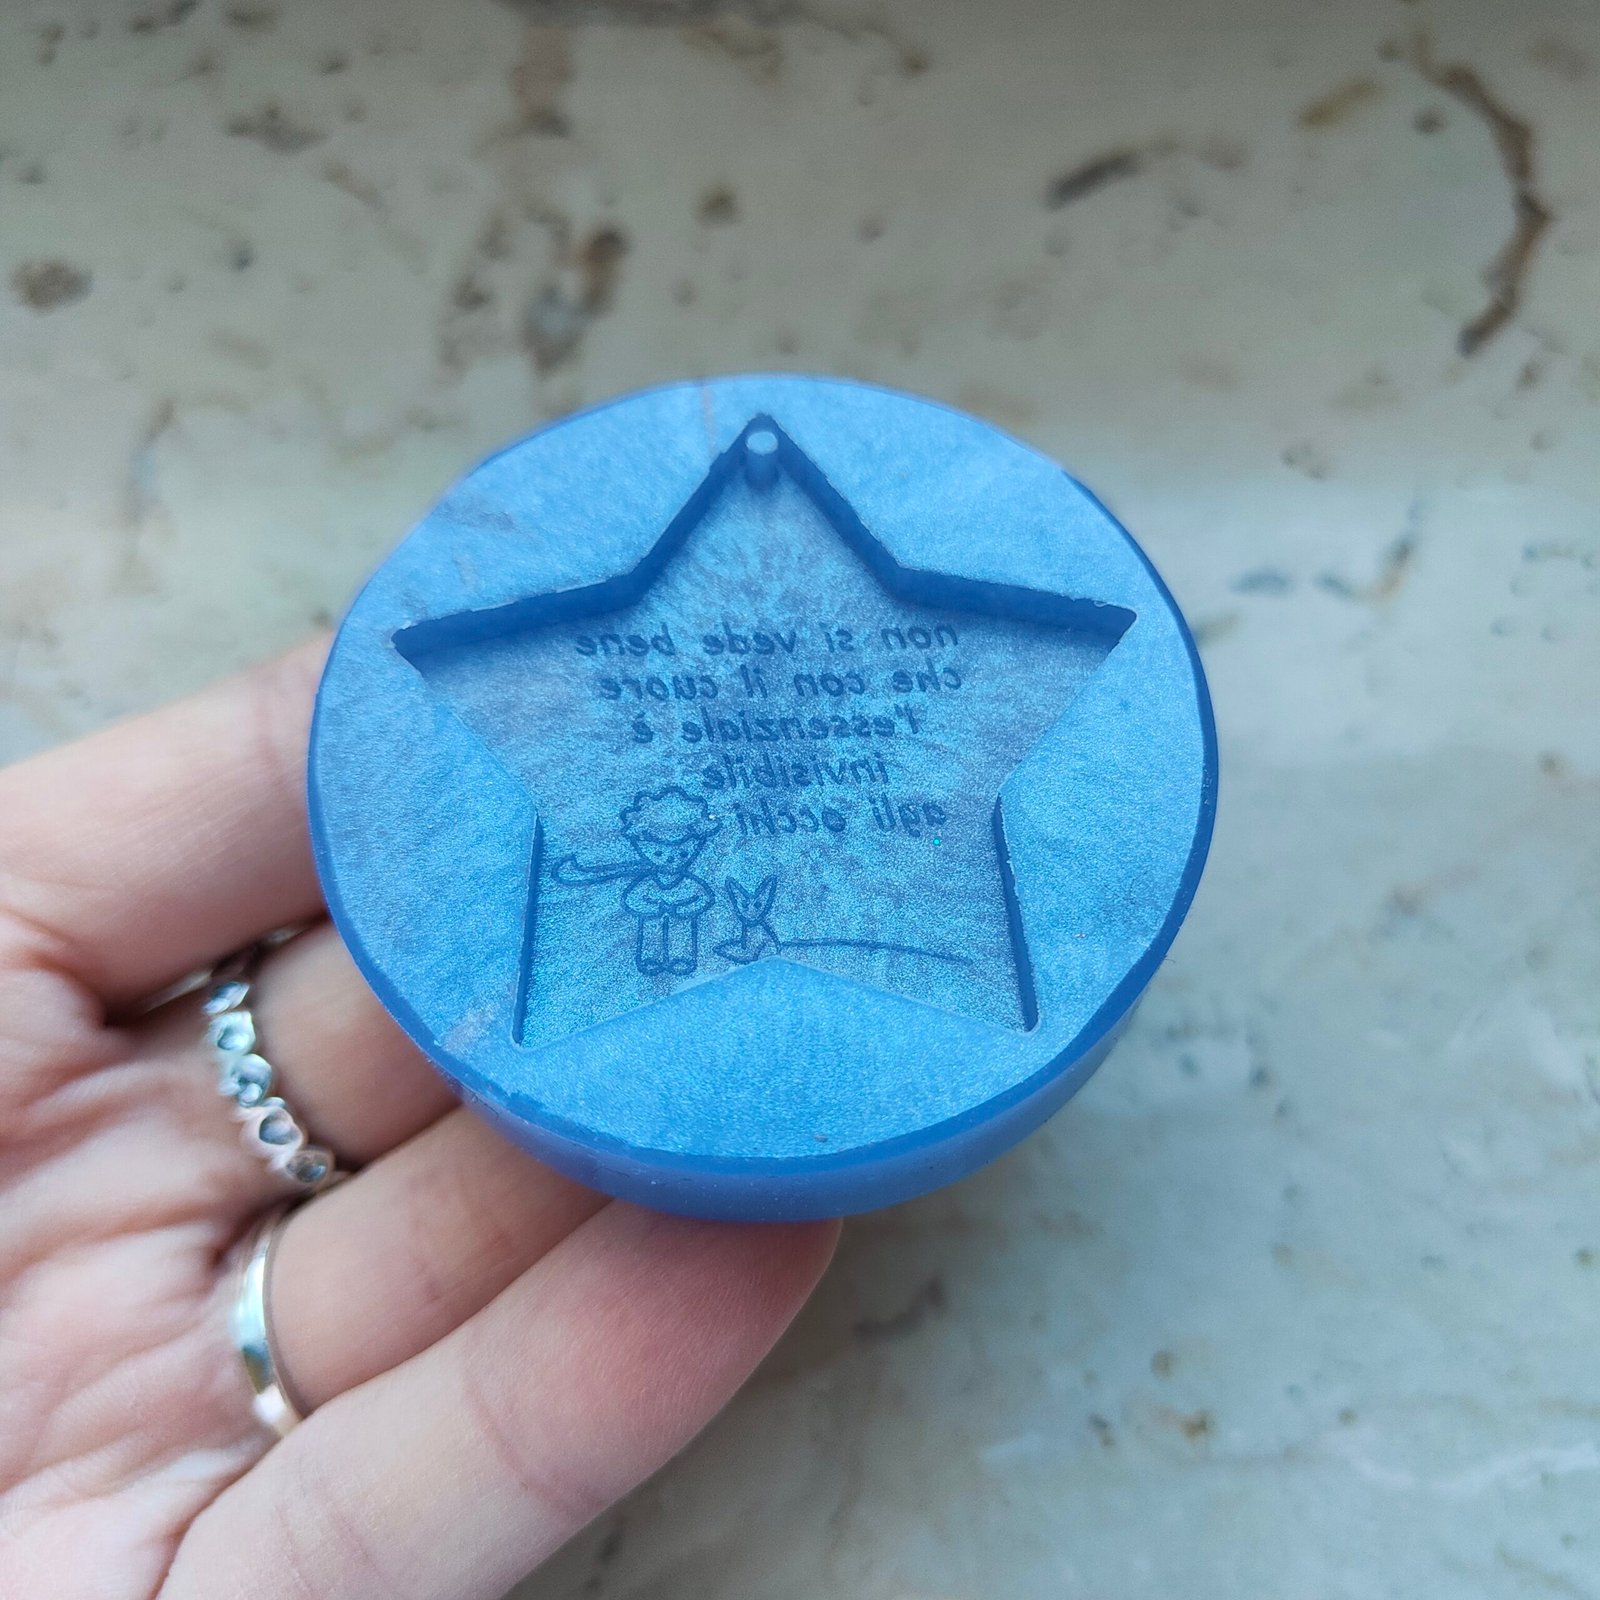 non si vede bene
che con il cuore
l'essenziale è
invisibile
agli occhi